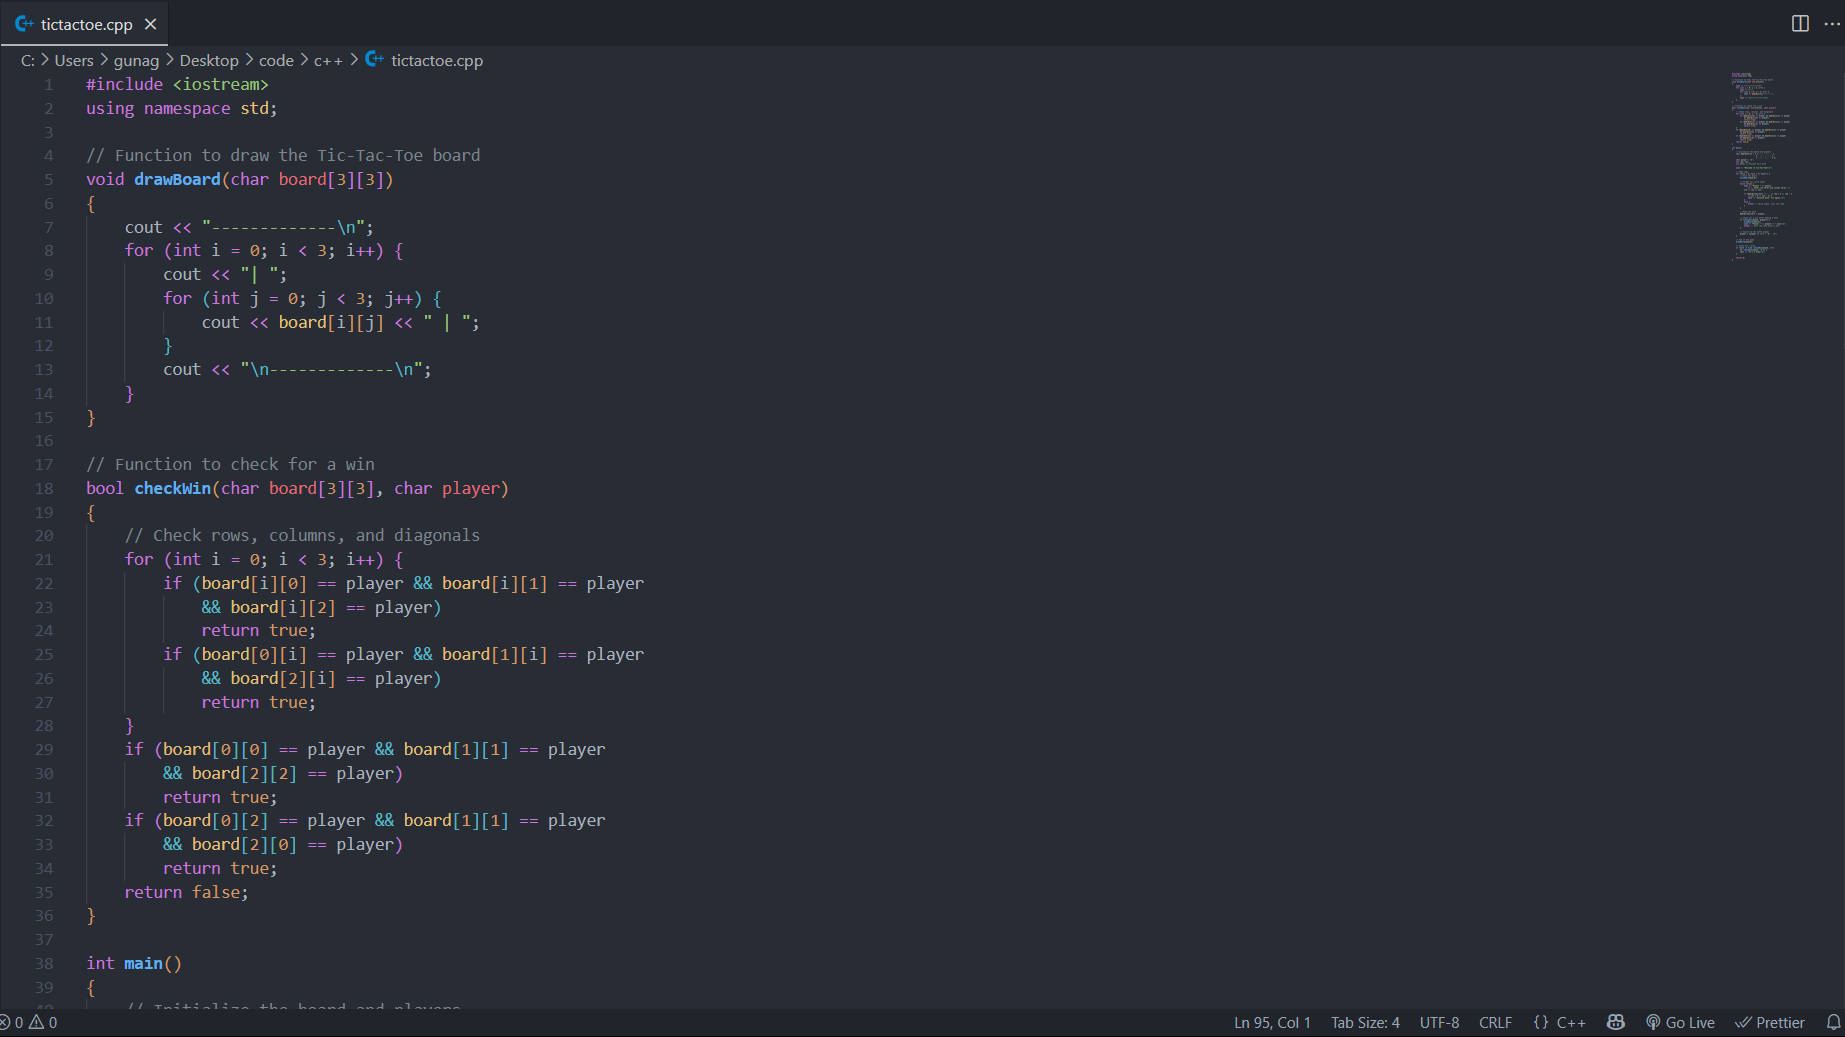 tictactoe.cpp
C: > Users > gunag > Desktop > code > c++ > tictactoe.cpp
1 #include <iostream>
2 using namespace std;
3
4 // Function to draw the Tic-Tac-Toe board
5 void drawBoard(char board[3][3])
6 {
7     cout << "-------------\n";
8     for (int i = 0; i < 3; i++) {
9         cout << "| ";
10         for (int j = 0; j < 3; j++) {
11             cout << board[i][j] << " | ";
12         }
13         cout << "\n-------------\n";
14     }
15 }
16
17 // Function to check for a win
18 bool checkWin(char board[3][3], char player)
19 {
20     // Check rows, columns, and diagonals
21     for (int i = 0; i < 3; i++) {
22         if (board[i][0] == player && board[i][1] == player
23             && board[i][2] == player)
24             return true;
25         if (board[0][i] == player && board[1][i] == player
26             && board[2][i] == player)
27             return true;
28     }
29     if (board[0][0] == player && board[1][1] == player
30         && board[2][2] == player)
31         return true;
32     if (board[0][2] == player && board[1][1] == player
33         && board[2][0] == player)
34         return true;
35     return false;
36 }
37
38 int main()
39 {
40     // Initialize the board and players
0 0 Ln 95, Col 1 Tab Size: 4 UTF-8 CRLF {} C++ Go Live Prettier